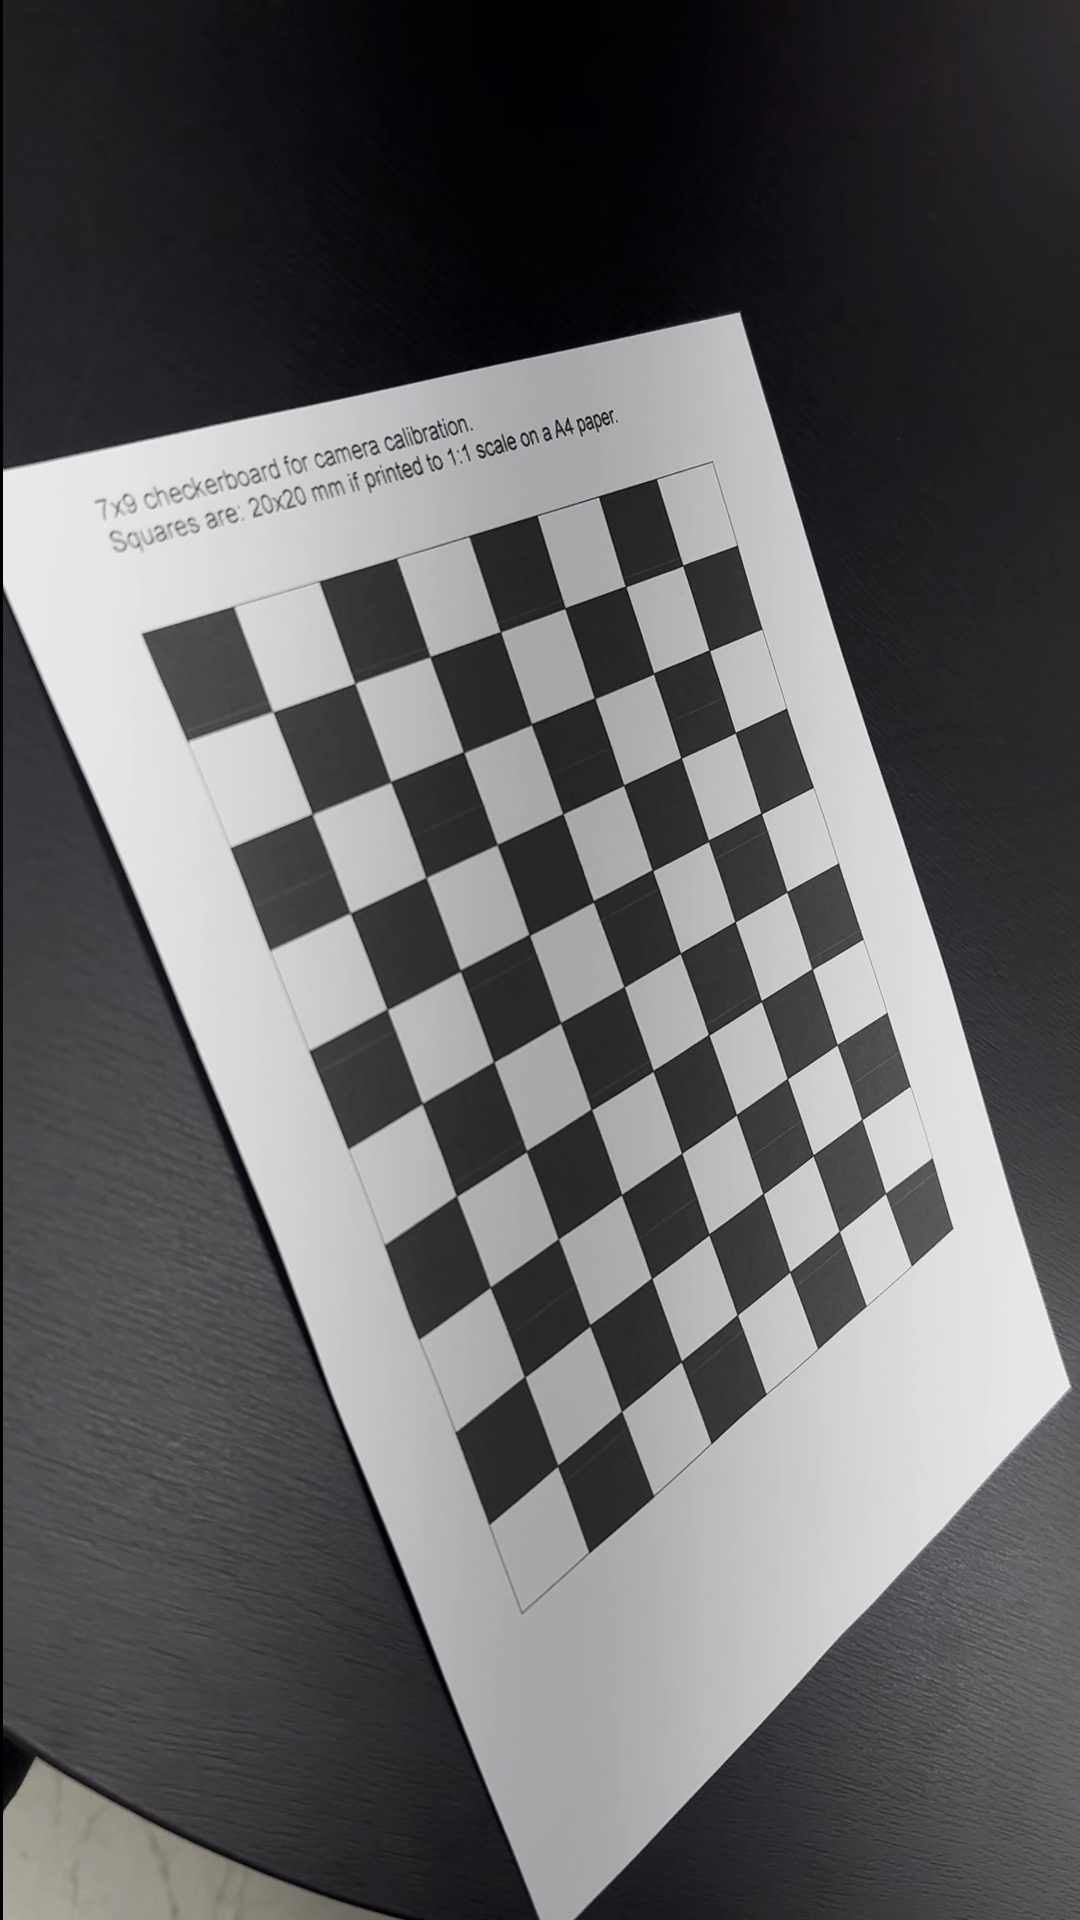 7x9 checkerboard for camera calibration.
Squares are: 20x20 mm if printed to 1:1 scale on a A4 paper.